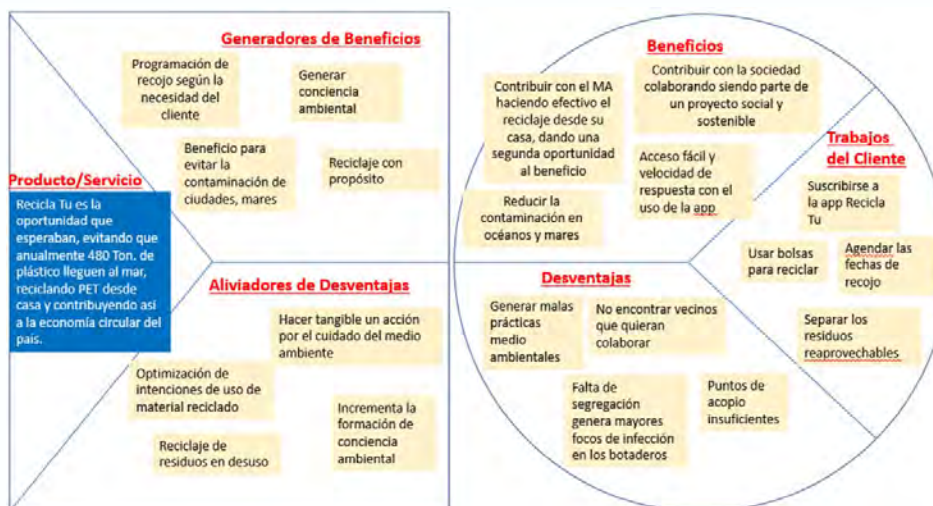 Generadores de Beneficios
Programación de
recojo según la
necesidad del
cliente
Generar
conciencia
ambiental
Beneficio para
evitar la
contaminación de
ciudades, mares
Reciclaje con
propósito
Producto/Servicio
Recicla Tu es la
oportunidad que
esperaban, evitando que
anualmente 480 Ton. de
plástico lleguen al mar,
reciclando PET desde
casa y contribuyendo así
a la economía circular del
país.
Aliviadores de Desventajas
Hacer tangible un acción
por el cuidado del medio
ambiente
Optimización de
intenciones de uso de
material reciclado
Incrementa la
formación de
conciencia
ambiental
Reciclaje de
residuos en desuso
Beneficios
Contribuir con el MA
haciendo efectivo el
reciclaje desde su
casa, dando una
segunda oportunidad
al beneficio
Contribuir con la sociedad
colaborando siendo parte de
un proyecto social y
sostenible
Acceso fácil y
velocidad de
respuesta con el
uso de la app
Reducir la
contaminación en
océanos y mares
Trabajos
del Cliente
Suscribirse a
la app Recicla
Tu
Usar bolsas
para reciclar
Agendar las
fechas de
recojo
Separar los
residuos
reaprovechables
Desventajas
Generar malas
prácticas
medio
ambientales
No encontrar vecinos
que quieran
colaborar
Falta de
segregación
genera mayores
focos de infección
en los botaderos
Puntos de
acopio
insuficientes